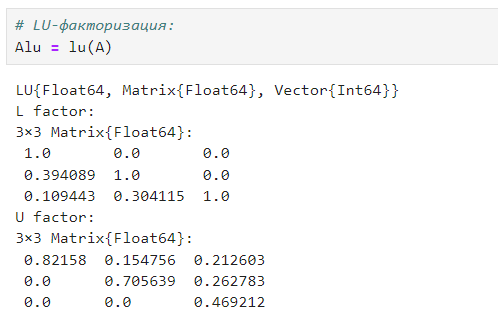 # LU-факторизация:
Alu = lu(A)
LU{Float64, Matrix{Float64}, Vector{Int64}}
L factor:
3×3 Matrix{Float64}:
1.0 0.0 0.0
0.394089 1.0 0.0
0.109443 0.304115 1.0
U factor:
3×3 Matrix{Float64}:
0.82158 0.154756 0.212603
0.0 0.705639 0.262783
0.0 0.0 0.469212